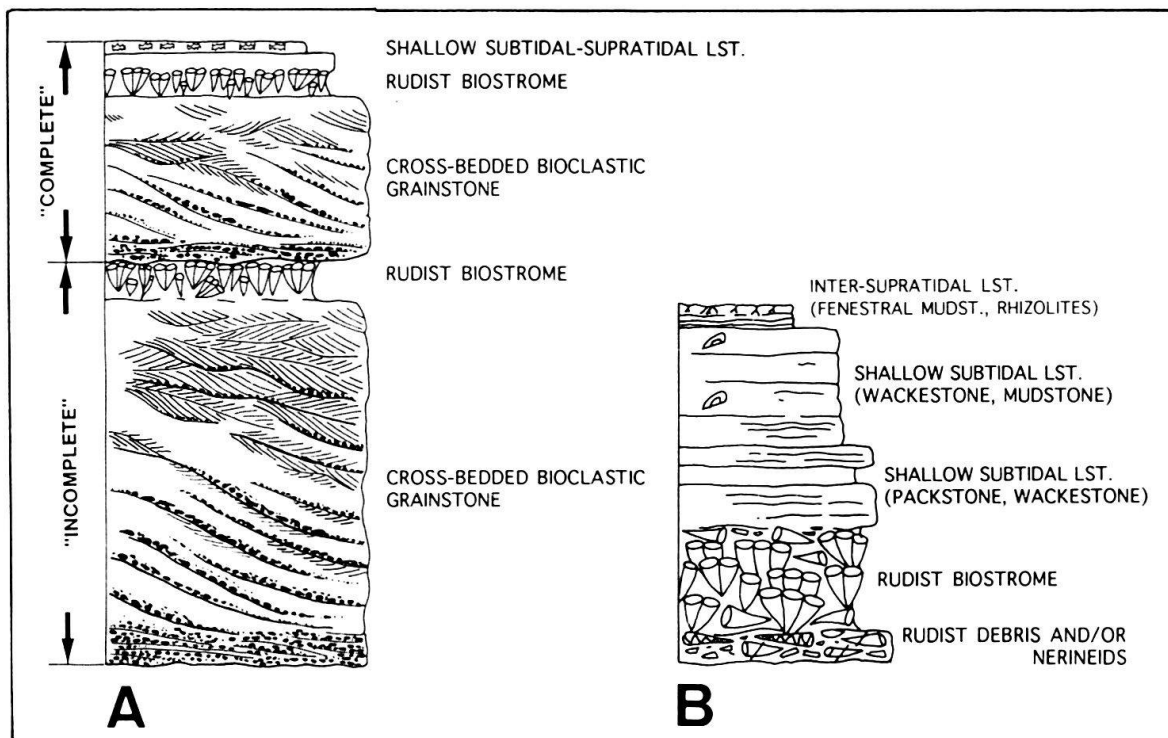 SHALLOW SUBTIDAL-SUPRATIDAL LST.
RUDIST BIOSTROME
"COMPLETE"
CROSS-BEDDED BIOCLASTIC
GRAINSTONE
RUDIST BIOSTROME
"INCOMPLETE"
CROSS-BEDDED BIOCLASTIC
GRAINSTONE
A
INTER-SUPRATIDAL LST.
(FENESTRAL MUDST., RHIZOLITES)
SHALLOW SUBTIDAL LST.
(WACKESTONE, MUDSTONE)
SHALLOW SUBTIDAL LST.
(PACKSTONE, WACKESTONE)
RUDIST BIOSTROME
RUDIST DEBRIS AND/OR
NERINEIDS
B